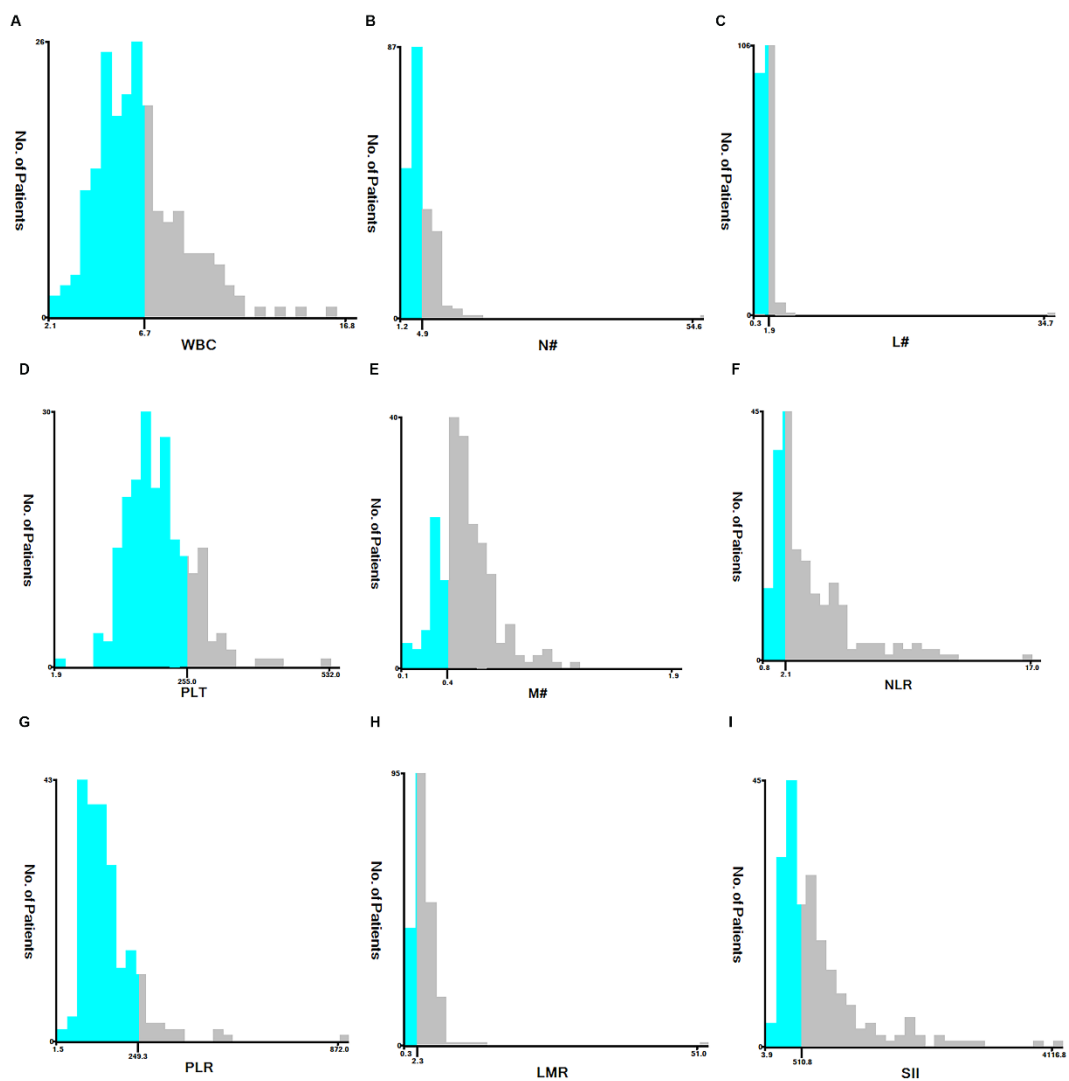 A
26
No. of Patients
0
2.1
6.7
16.8
WBC
B
87
No. of Patients
0
1.2
4.9
54.6
N#
C
106
No. of Patients
0
0.3
1.9
34.7
L#
D
30
No. of Patients
0
1.9
255.0
532.0
PLT
E
40
No. of Patients
0
0.1
0.4
1.9
M#
F
45
No. of Patients
0
0.8
2.1
17.0
NLR
G
43
No. of Patients
0
1.5
249.3
872.0
PLR
H
95
No. of Patients
0
0.3
2.3
51.0
LMR
I
45
No. of Patients
0
3.9
510.8
4116.8
SII